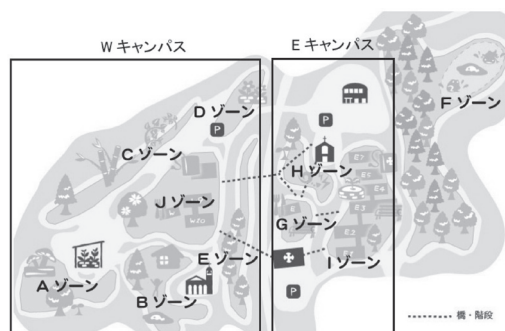 W キャンパス
E キャンパス
D ゾーン
P
F ゾーン
P
C ゾーン
H ゾーン
J ゾーン
G ゾーン
E ゾーン
I ゾーン
A ゾーン
B ゾーン
P
橋・階段